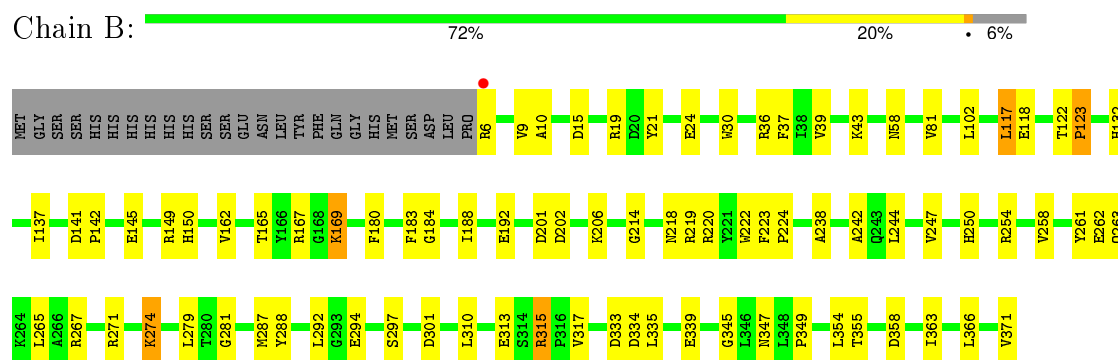 Chain B:
72% 20% • 6%
MET GLY SER SER HIS HIS HIS HIS HIS HIS SER SER GLU ASN LEU TYR PHE GLN GLY HIS MET SER ASP LEU PRO R6 V9 A10 D15 R19 D20 Y21 E24 W30 R36 F37 I38 V39 K43 N58 V81 L102 L117 E118 T122 P123 H132
I137 D141 P142 E145 R149 H150 V162 T165 Y166 R167 G168 K169 F180 F183 G184 I188 E192 D201 D202 K206 G214 N218 R219 R220 Y221 W222 F223 P224 A238 A242 Q243 L244 V247 H250 R254 V258 Y261 E262
K264 L265 A266 R267 R271 K274 L279 T280 G281 M287 Y288 L292 G293 E294 S297 D301 L310 E313 S314 R315 P316 V317 D333 D334 L335 E339 G345 L346 N347 L348 P349 L354 T355 D358 I363 L366 V371